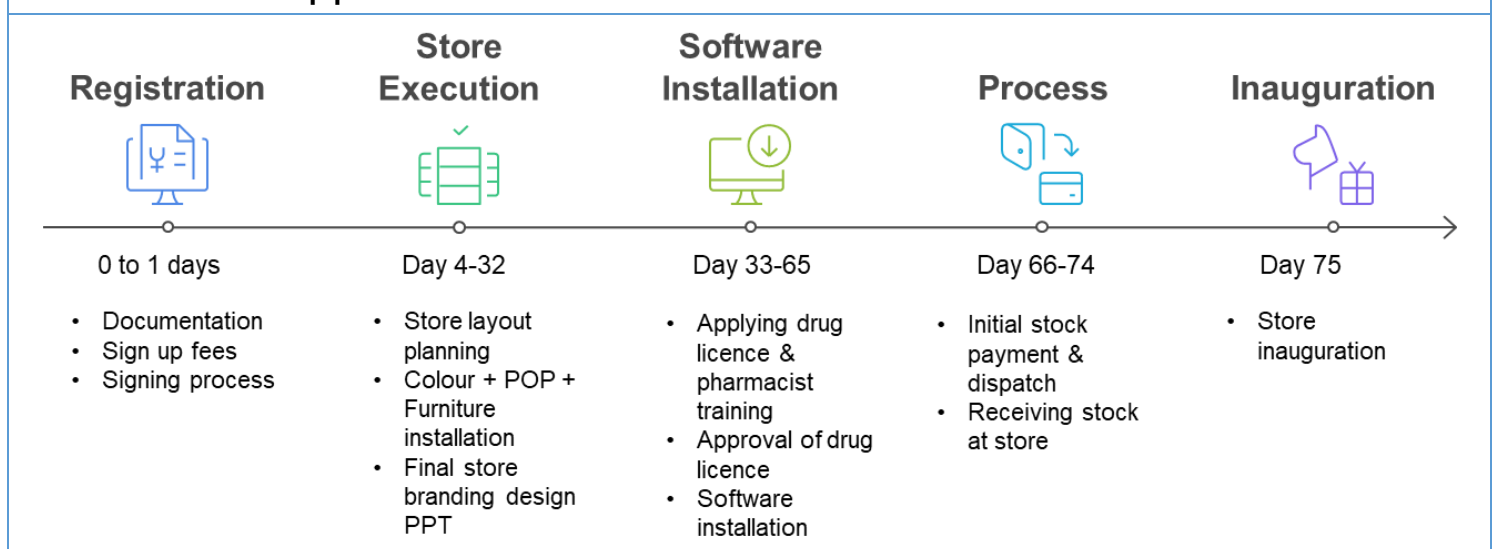 Registration
0 to 1 days
• Documentation
• Sign up fees
• Signing process
Store
Execution
Day 4-32
• Store layout
planning
• Colour + POP +
Furniture
installation
• Final store
branding design
PPT
Software
Installation
Day 33-65
• Applying drug
licence &
pharmacist
training
• Approval of drug
licence
• Software
installation
Process
Day 66-74
• Initial stock
payment &
dispatch
• Receiving stock
at store
Inauguration
Day 75
• Store
inauguration